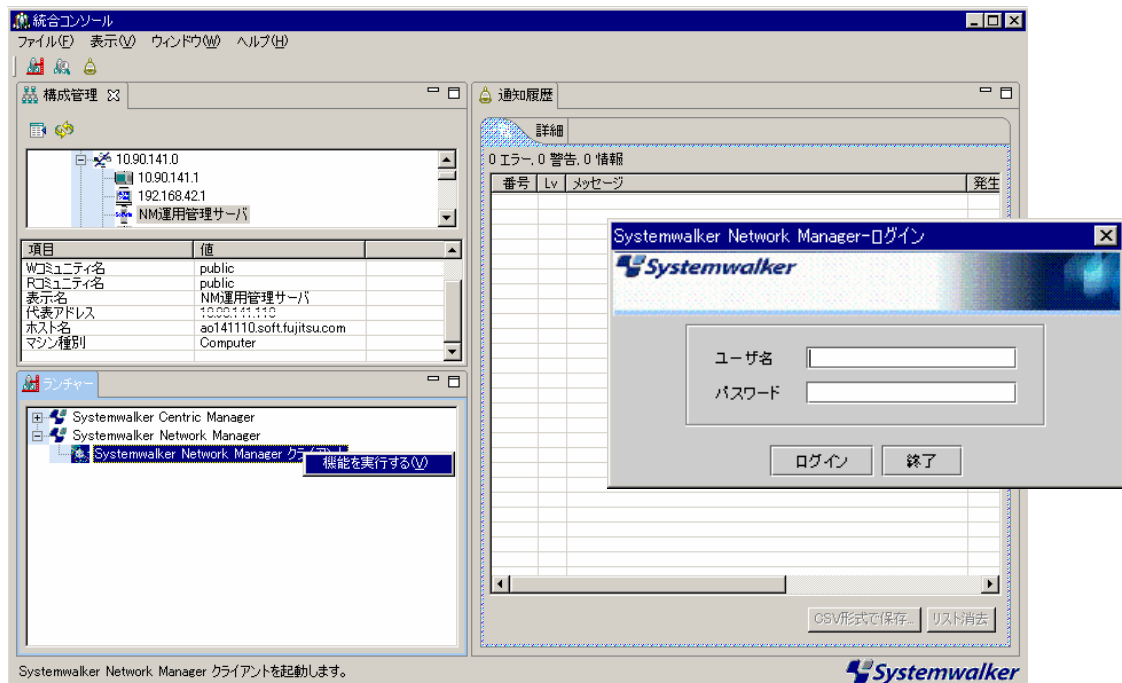 統合コンソール
ファイル(F) 表示(V) ウィンドウ(W) ヘルプ(H)
構成管理
10.90.141.0
10.90.141.1
192.168.42.1
NM運用管理サーバ
項目 値
Wコミュニティ名 public
Rコミュニティ名 public
表示名 NM運用管理サーバ
代表アドレス
ホスト名 ao141110.soft.fujitsu.com
マシン種別 Computer
ランチャー
Systemwalker Centric Manager
Systemwalker Network Manager
Systemwalker Network Manager
機能を実行する(V)
通知履歴
詳細
0 エラー, 0 警告, 0 情報
番号 Lv メッセージ 発生
Systemwalker Network Manager-ログイン
Systemwalker
ユーザ名
パスワード
ログイン 終了
CSV形式で保存... リスト消去
Systemwalker Network Manager クライアントを起動します。
Systemwalker